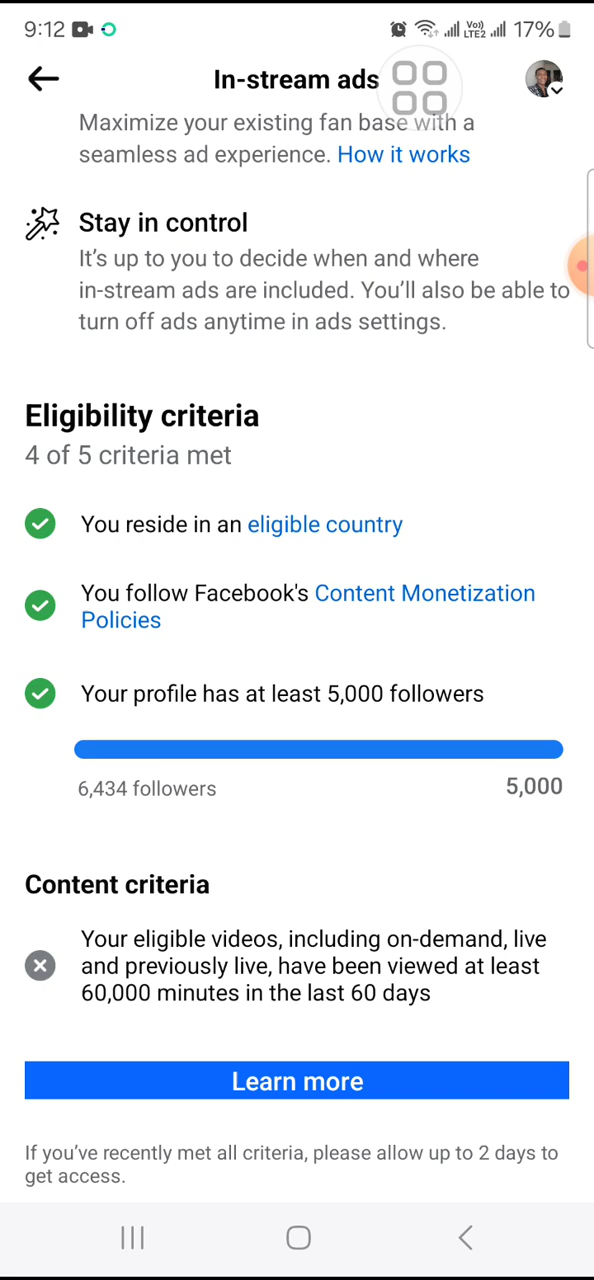 9:12 Vo)) LTE2 17%
In-stream ads
Maximize your existing fan base with a
seamless ad experience. How it works
Stay in control
It's up to you to decide when and where
in-stream ads are included. You'll also be able to
turn off ads anytime in ads settings.
Eligibility criteria
4 of 5 criteria met
You reside in an eligible country
You follow Facebook's Content Monetization
Policies
Your profile has at least 5,000 followers
6,434 followers 5,000
Content criteria
Your eligible videos, including on-demand, live
and previously live, have been viewed at least
60,000 minutes in the last 60 days
Learn more
If you've recently met all criteria, please allow up to 2 days to
get access.